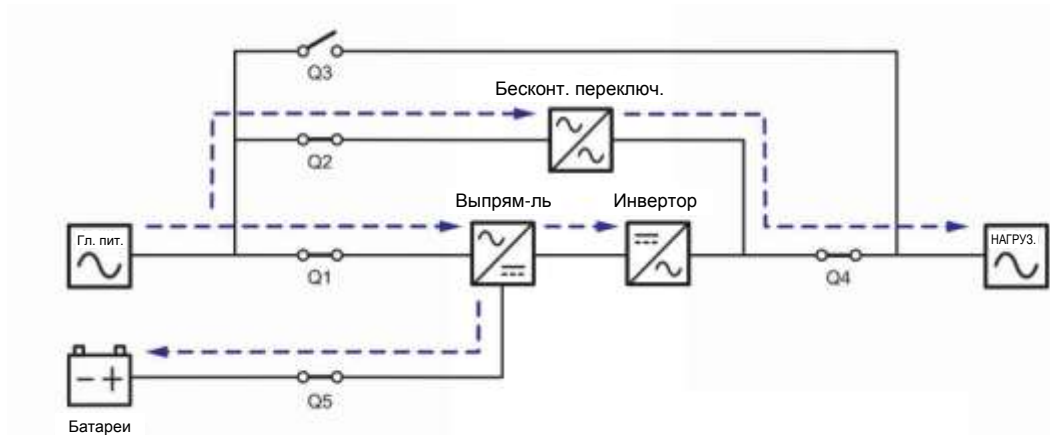 Q3
Бесконт. переключ.
Q2
Выпрям-ль
Инвертор
Гл. пит.
НАГРУЗ.
Q1
Q4
Q5
Батареи